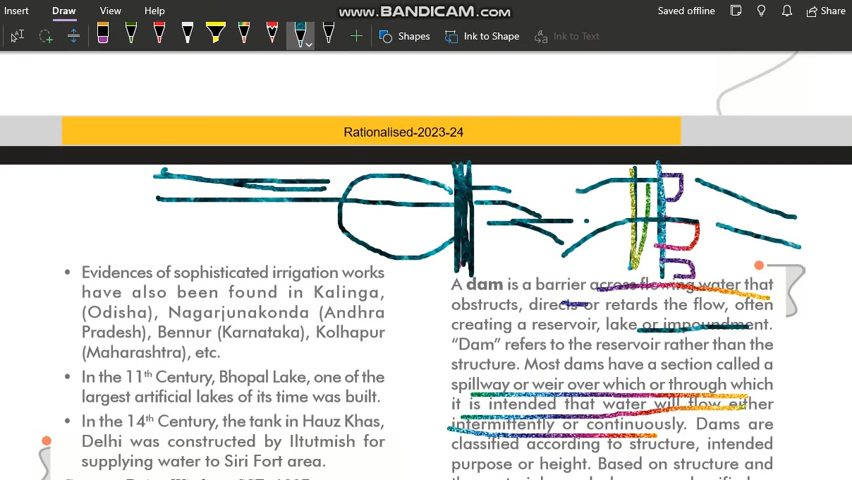 www.BANDICAM.com
Insert Draw View Help Saved offline Share
Shapes Ink to Shape Ink to Text
Rationalised-2023-24
• Evidences of sophisticated irrigation works
have also been found in Kalinga,
(Odisha), Nagarjunakonda (Andhra
Pradesh), Bennur (Karnataka), Kolhapur
(Maharashtra), etc.
• In the 11th Century, Bhopal Lake, one of the
largest artificial lakes of its time was built.
• In the 14th Century, the tank in Hauz Khas,
Delhi was constructed by Iltutmish for
supplying water to Siri Fort area.
A dam is a barrier across flowing water that
obstructs, directs or retards the flow, often
creating a reservoir, lake or impoundment.
“Dam” refers to the reservoir rather than the
structure. Most dams have a section called a
spillway or weir over which or through which
it is intended that water will flow either
intermittently or continuously. Dams are
classified according to structure, intended
purpose or height. Based on structure and